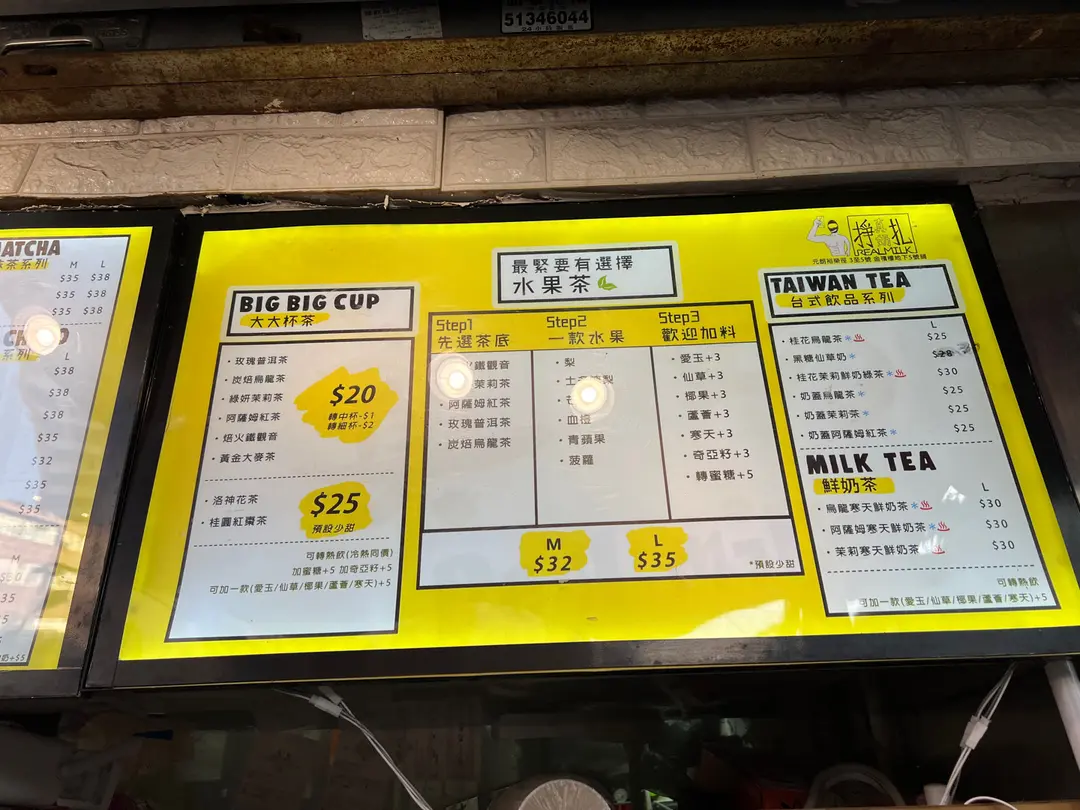 51346044
24小時
MATCHA
茶系列
M L
$35 $38
$35 $38
$35 $38
系列
L
$38
$38
$38
$35
$32
$35
$35
M
+$5
BIG BIG CUP
大大杯茶
·玫瑰普洱茶
·炭焙烏龍茶
·綠妍茉莉茶
·阿薩姆紅茶
·焙火鐵觀音
·黃金大麥茶
$20
轉中杯-$1
轉細杯-$2
·洛神花茶
·桂圓紅棗茶
$25
預設少甜
可轉熱飲(冷熱同價)
加蜜糖+5 加奇亞籽+5
可加一款(愛玉/仙草/椰果/蘆薈/寒天)+5
最緊要有選擇
水果茶
Step1
先選茶底
鐵觀音
茉莉茶
·阿薩姆紅茶
·玫瑰普洱茶
·炭焙烏龍茶
Step2
一款水果
·梨
·血橙
·青蘋果
·菠蘿
Step3
歡迎加料
·愛玉+3
·仙草+3
·椰果+3
·蘆薈+3
·寒天+3
·奇亞籽+3
·轉蜜糖+5
M
$32
L
$35
*預設少甜
掙扎
真奶
REALMILK
TAIWAN TEA
台式飲品系列
L
·桂花烏龍茶* $25
·黑糖仙草奶*
·桂花茉莉鮮奶綠茶* $30
·奶蓋烏龍茶* $25
·奶蓋茉莉茶* $25
·奶蓋阿薩姆紅茶* $25
MILK TEA
鮮奶茶
L
·烏龍寒天鮮奶茶* $30
·阿薩姆寒天鮮奶茶* $30
·茉莉寒天鮮奶茶 $30
可轉熱飲
可加一款(愛玉/仙草/椰果/蘆薈/寒天)+5